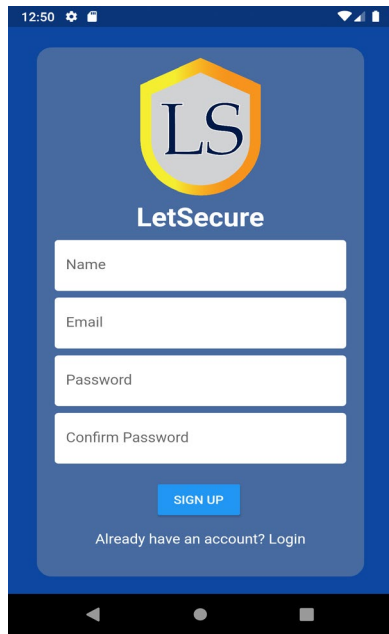 12:50
LS
LetSecure
Name
Email
Password
Confirm Password
SIGN UP
Already have an account? Login